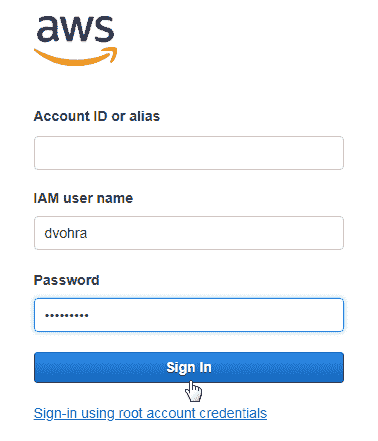 aws
Account ID or alias
IAM user name
dvohra
Password
•••••••••
Sign In
Sign-in using root account credentials